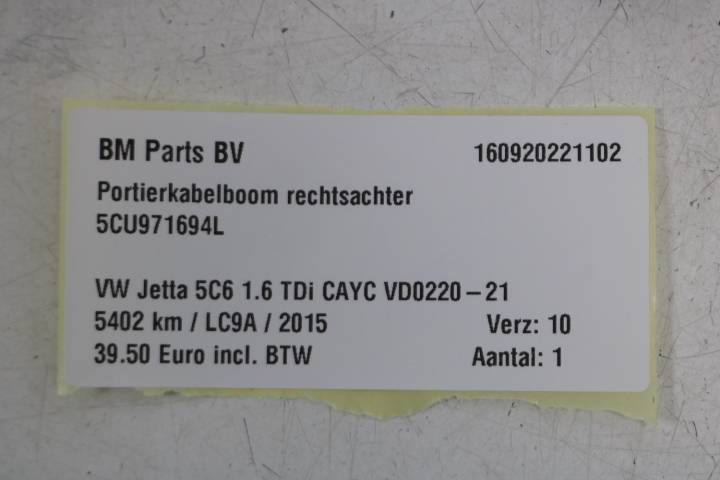 BM Parts BV 160920221102
Portierkabelboom rechtsachter
5CU971694L
VW Jetta 5C6 1.6 TDi CAYC VD0220-21
5402 km / LC9A / 2015 Verz: 10
39.50 Euro incl. BTW Aantal: 1